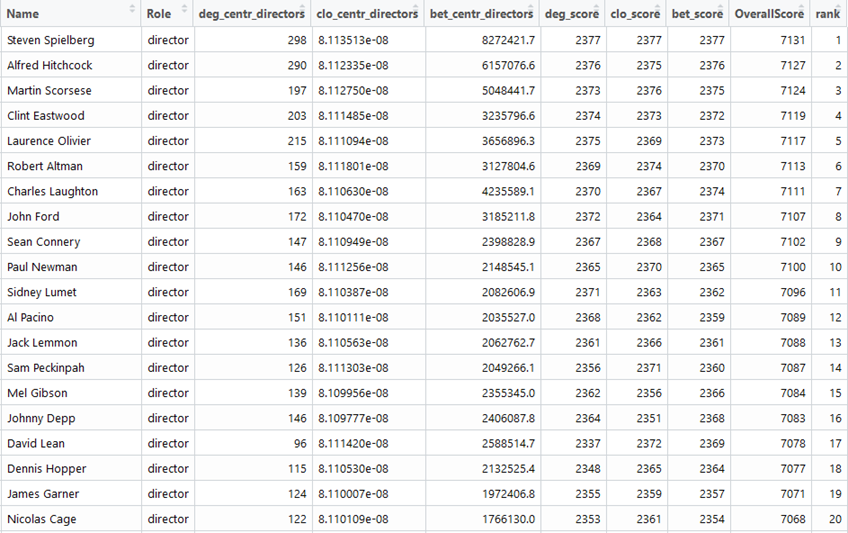 Name Role deg_centr_directors clo_centr_directors bet_centr_directors deg_score clo_score bet_score OverallScore rank
Steven Spielberg director 298 8.113513e-08 8272421.7 2377 2377 2377 7131 1
Alfred Hitchcock director 290 8.112335e-08 6157076.6 2376 2375 2376 7127 2
Martin Scorsese director 197 8.112750e-08 5048441.7 2373 2376 2375 7124 3
Clint Eastwood director 203 8.111485e-08 3235796.6 2374 2373 2372 7119 4
Laurence Olivier director 215 8.111094e-08 3656896.3 2375 2369 2373 7117 5
Robert Altman director 159 8.111801e-08 3127804.6 2369 2374 2370 7113 6
Charles Laughton director 163 8.110630e-08 4235589.1 2370 2367 2374 7111 7
John Ford director 172 8.110470e-08 3185211.8 2372 2364 2371 7107 8
Sean Connery director 147 8.110949e-08 2398828.9 2367 2368 2367 7102 9
Paul Newman director 146 8.111256e-08 2148545.1 2365 2370 2365 7100 10
Sidney Lumet director 169 8.110387e-08 2082606.9 2371 2363 2362 7096 11
Al Pacino director 151 8.110111e-08 2035527.0 2368 2362 2359 7089 12
Jack Lemmon director 136 8.110563e-08 2062762.7 2361 2366 2361 7088 13
Sam Peckinpah director 126 8.111303e-08 2049266.1 2356 2371 2360 7087 14
Mel Gibson director 139 8.109956e-08 2355345.0 2362 2356 2366 7084 15
Johnny Depp director 146 8.109777e-08 2406087.8 2364 2351 2368 7083 16
David Lean director 96 8.111420e-08 2588514.7 2337 2372 2369 7078 17
Dennis Hopper director 115 8.110530e-08 2132525.4 2348 2365 2364 7077 18
James Garner director 124 8.110007e-08 1972406.8 2355 2359 2357 7071 19
Nicolas Cage director 122 8.110109e-08 1766130.0 2353 2361 2354 7068 20